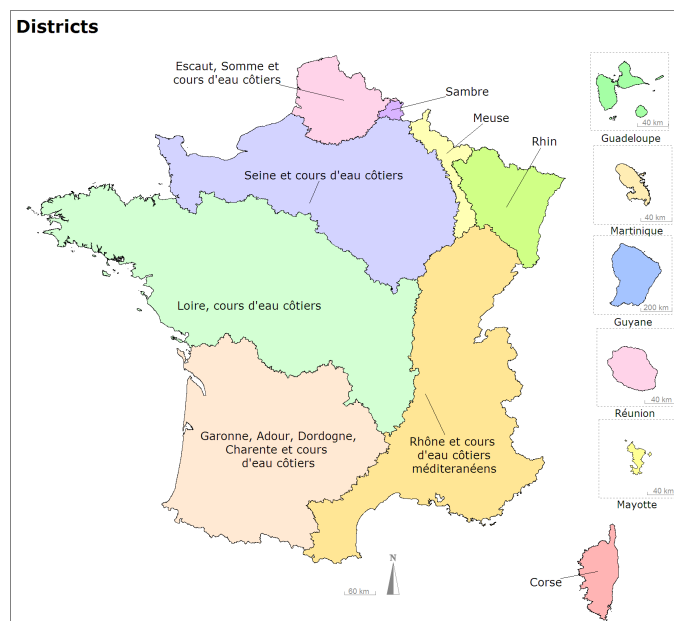 Districts
Escaut, Somme et
cours d'eau côtiers
Sambre
Meuse
Rhin
Seine et cours d'eau côtiers
Loire, cours d'eau côtiers
Garonne, Adour, Dordogne,
Charente et cours
d'eau côtiers
Rhône et cours
d'eau côtiers
méditeranéens
40 km
Guadeloupe
40 km
Martinique
200 km
Guyane
40 km
Réunion
40 km
Mayotte
Corse
N
60 km